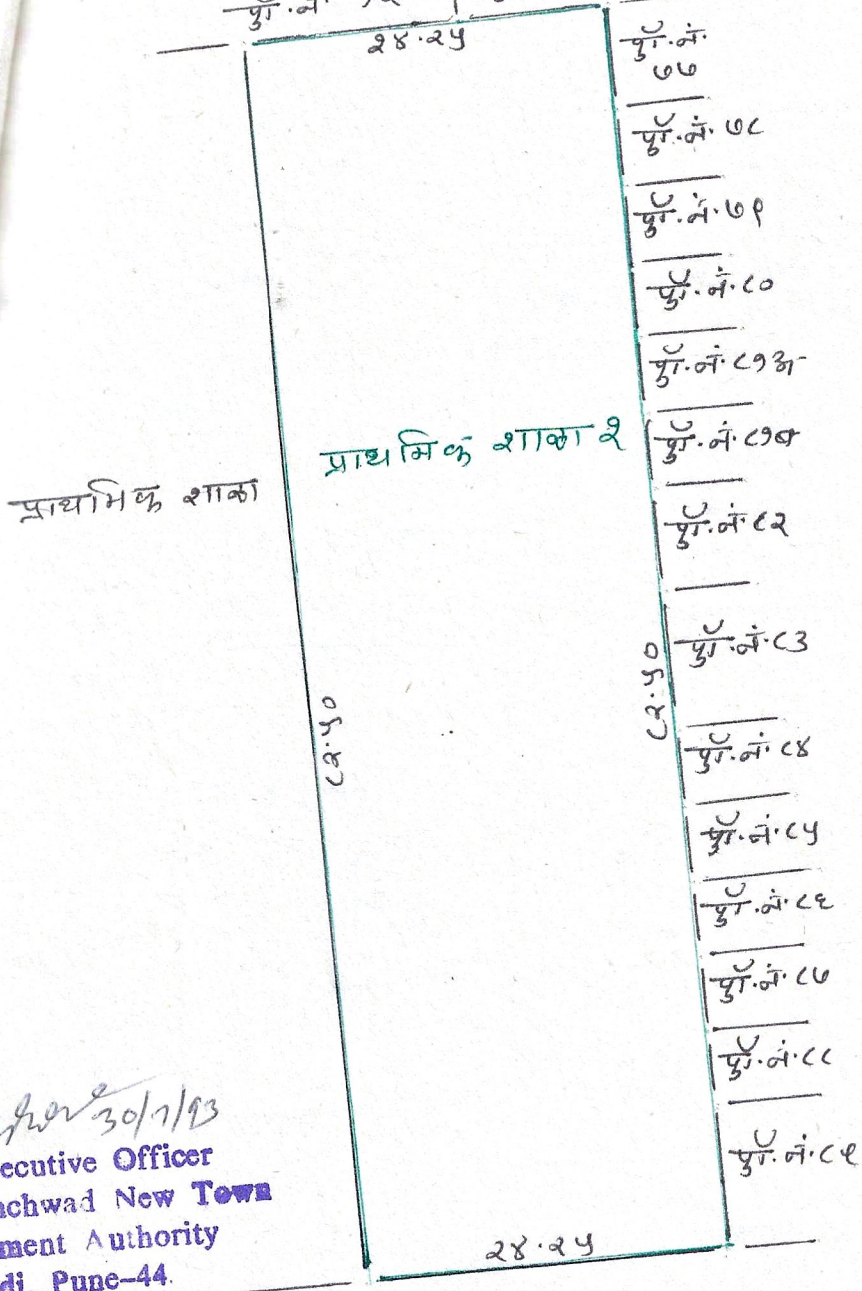 २४.२५
प्लॉ.नं.
७७
प्लॉ.नं. ७८
प्लॉ.नं. ७९
प्लॉ.नं. ८०
प्लॉ.नं. ८१अ
प्राथमिक शाळा २
प्लॉ.नं. ८१ब
प्राथमिक शाळा
प्लॉ.नं. ८२
प्लॉ.नं. ८३
८२.५०
८२.५०
प्लॉ.नं. ८४
प्लॉ.नं. ८५
प्लॉ.नं. ८६
प्लॉ.नं. ८७
प्लॉ.नं. ८८
30/7/93
प्लॉ.नं. ८९
ecutive Officer
chwad New Town
ment Authority
di, Pune-44.
२४.२५